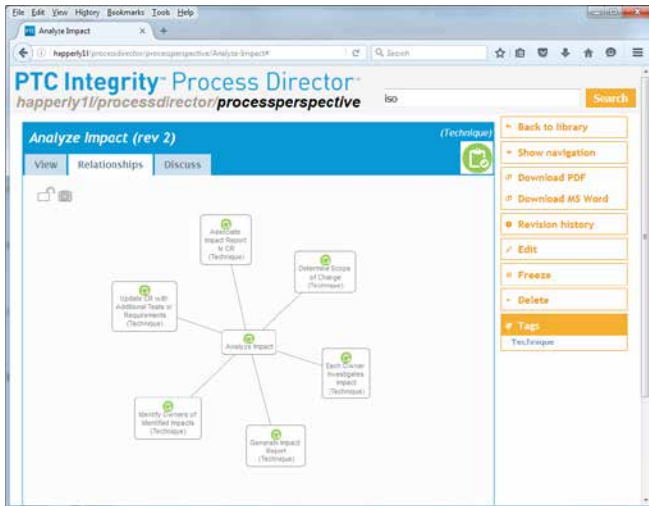 File Edit View History Bookmarks Tools Help
Analyze Impact × +
happerly1l/processdirector/processperspective/Analyze-Impact# Search
PTC Integrity™ Process Director™
happerly1l/processdirector/processperspective
iso Search
Analyze Impact (rev 2) (Technique)
View Relationships Discuss
Back to library
Show navigation
Download PDF
Download MS Word
Revision history
Edit
Freeze
Delete
Tags
Technique
Associate
Impact Report
to CR
(Technique)
Determine Scope
of Change
(Technique)
Update CR with
Additional Tests or
Requirements
(Technique)
Analyze Impact
Each Owner
Investigates
Impact
(Technique)
Identify Owners of
Identified Impacts
(Technique)
Generate Impact
Report
(Technique)